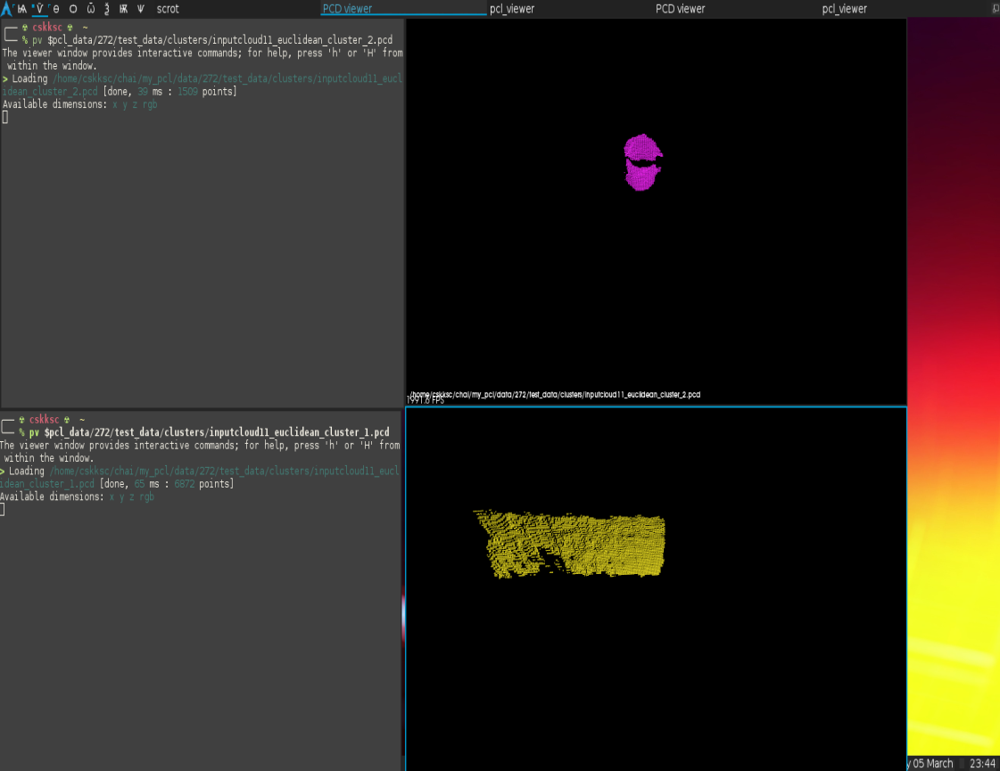 scrot PCD viewer pcl_viewer PCD viewer pcl_viewer
cskksc ~
% pv $pcl_data/272/test_data/clusters/inputcloud11_euclidean_cluster_2.pcd
The viewer window provides interactive commands; for help, press 'h' or 'H' from
within the window.
> Loading /home/cskksc/chai/my_pcl/data/272/test_data/clusters/inputcloud11_eucl
idean_cluster_2.pcd [done, 39 ms : 1509 points]
Available dimensions: x y z rgb
/home/cskksc/chai/my_pcl/data/272/test_data/clusters/inputcloud11_euclidean_cluster_2.pcd
1991.6 FPS
cskksc ~
% pv $pcl_data/272/test_data/clusters/inputcloud11_euclidean_cluster_1.pcd
The viewer window provides interactive commands; for help, press 'h' or 'H' from
within the window.
> Loading /home/cskksc/chai/my_pcl/data/272/test_data/clusters/inputcloud11_eucl
idean_cluster_1.pcd [done, 65 ms : 6872 points]
Available dimensions: x y z rgb
y 05 March 23:44